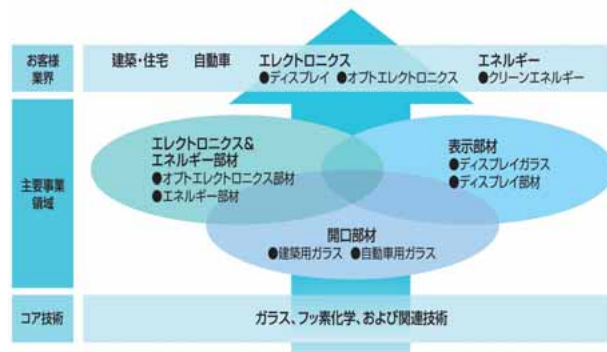 お客様
業界
建築・住宅 自動車 エレクトロニクス エネルギー
●ディスプレイ ●オプトエレクトロニクス ●クリーンエネルギー
主要事業
領域
エレクトロニクス&
エネルギー部材
●オプトエレクトロニクス部材
●エネルギー部材
表示部材
●ディスプレイガラス
●ディスプレイ部材
開口部材
●建築用ガラス ●自動車用ガラス
コア技術
ガラス、フッ素化学、および関連技術